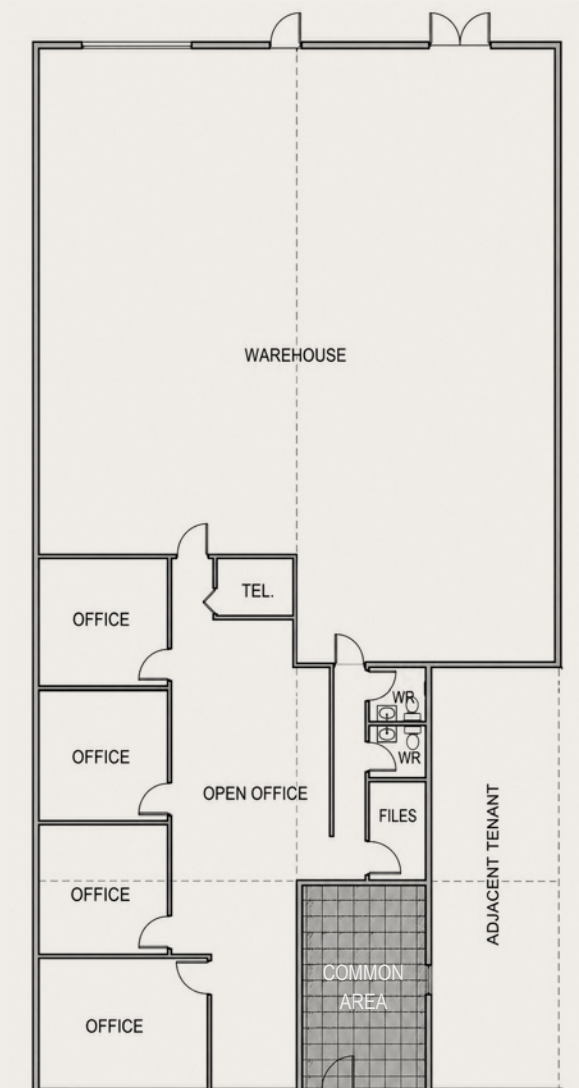 WAREHOUSE
TEL.
OFFICE
WR
OFFICE
WR
OPEN OFFICE
FILES
ADJACENT TENANT
OFFICE
COMMON
AREA
OFFICE